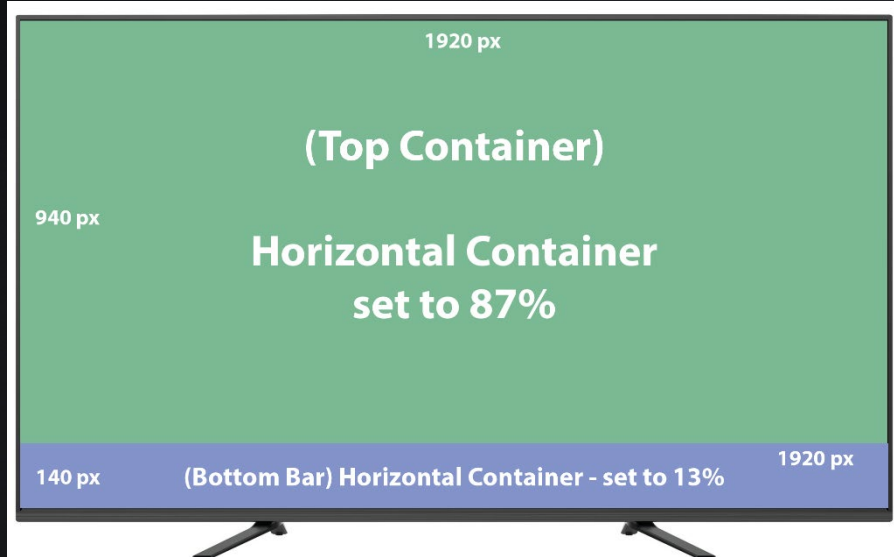 1920 px
(Top Container)
940 px
Horizontal Container
set to 87%
1920 px
140 px
(Bottom Bar) Horizontal Container - set to 13%